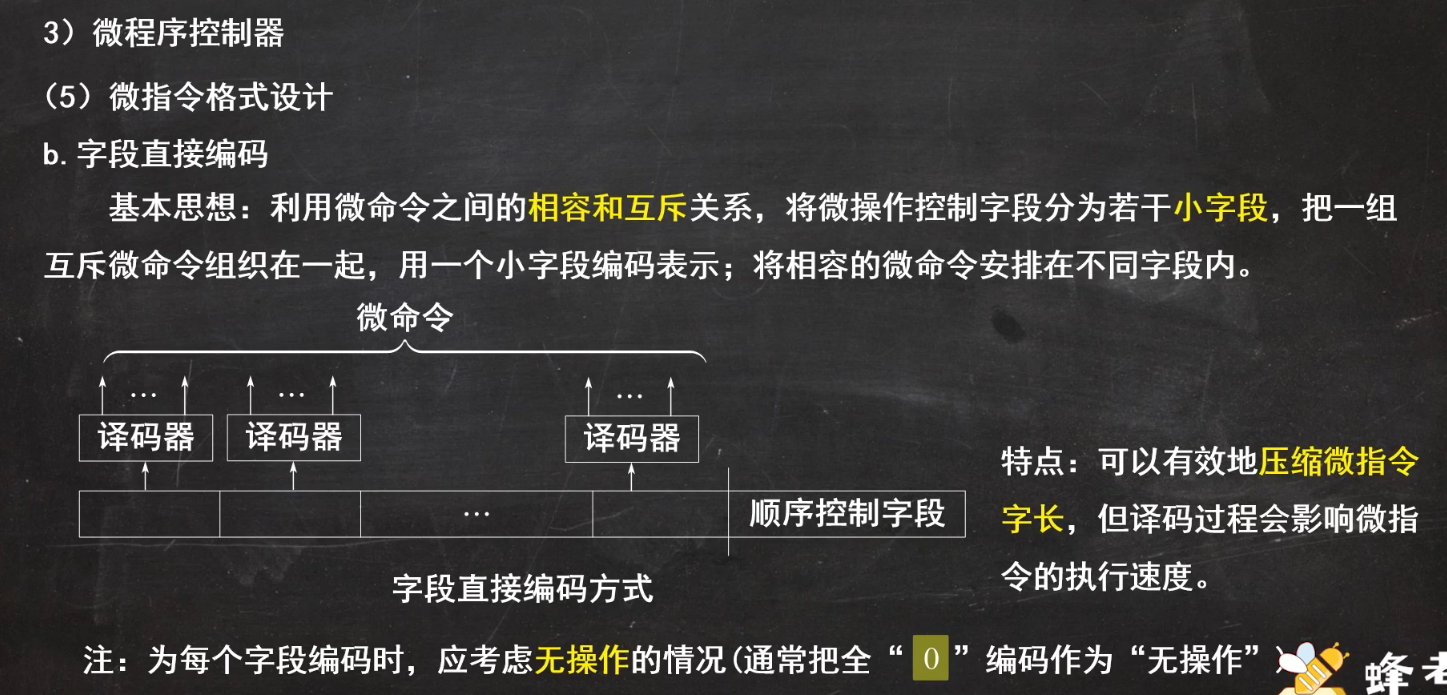 3）微程序控制器
（5）微指令格式设计
b.字段直接编码
基本思想：利用微命令之间的相容和互斥关系，将微操作控制字段分为若干小字段，把一组
互斥微命令组织在一起，用一个小字段编码表示；将相容的微命令安排在不同字段内。
微命令
… … …
译码器 译码器 译码器
… 顺序控制字段
字段直接编码方式
特点：可以有效地压缩微指令
字长，但译码过程会影响微指
令的执行速度。
注：为每个字段编码时，应考虑无操作的情况(通常把全“0”编码作为“无操作”)
蜂考